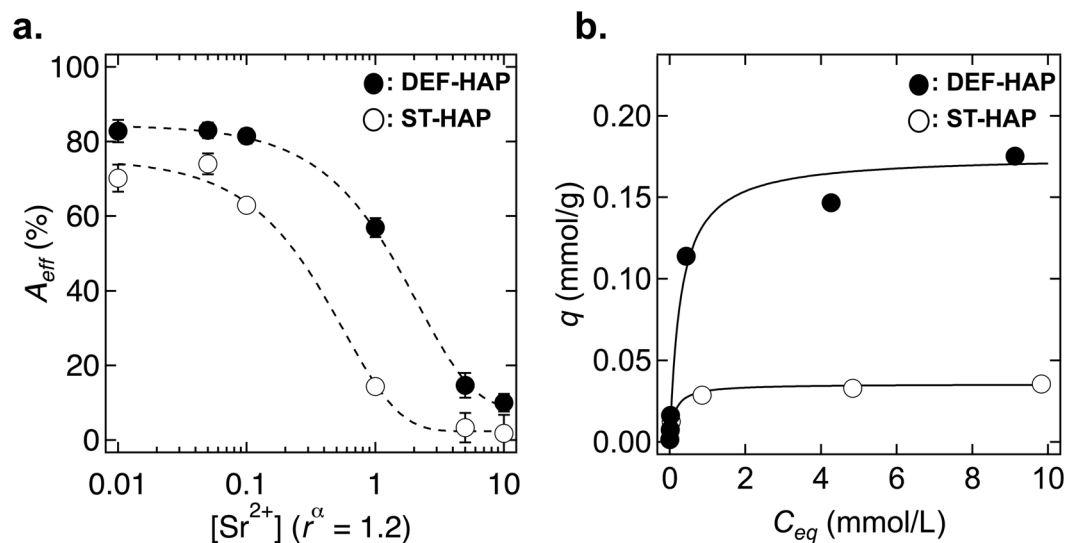 a.
100
80
60
40
20
0
A_eff (%)
●: DEF-HAP
○: ST-HAP
0.01 0.1 1 10
[Sr²⁺] (r^α = 1.2)
b.
0.20
0.15
0.10
0.05
0.00
q (mmol/g)
●: DEF-HAP
○: ST-HAP
0 2 4 6 8 10
C_eq (mmol/L)